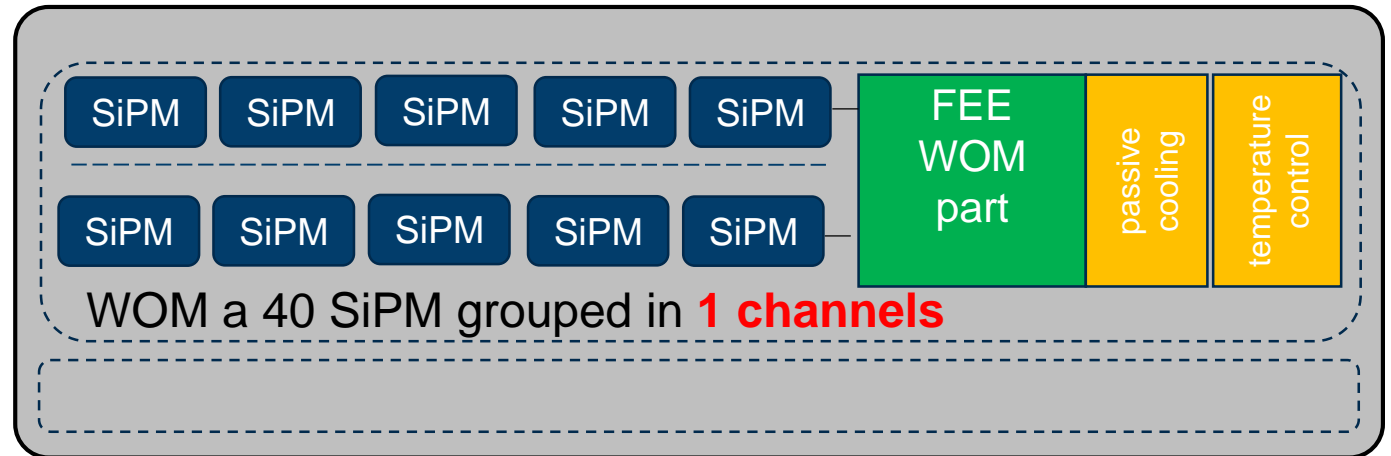 SiPM SiPM SiPM SiPM SiPM
FEE
WOM
part
passive
cooling
temperature
control
SiPM SiPM SiPM SiPM SiPM
WOM a 40 SiPM grouped in 1 channels